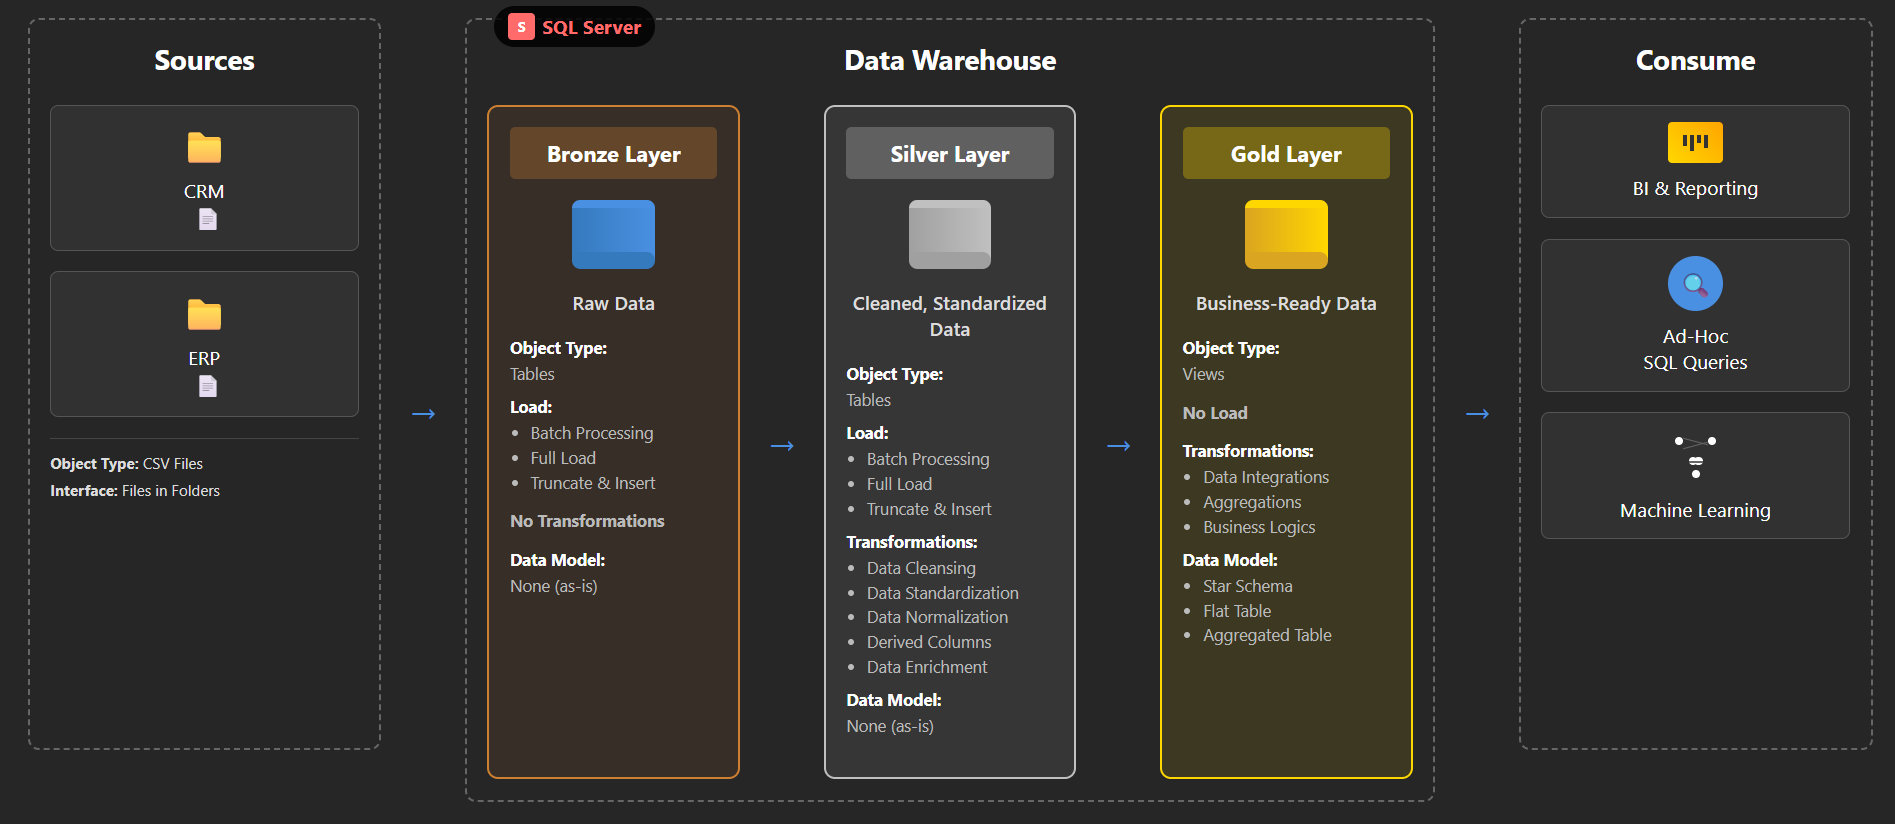 Sources
CRM
ERP
Object Type: CSV Files
Interface: Files in Folders
S SQL Server
Data Warehouse
Bronze Layer
Raw Data
Object Type:
Tables
Load:
• Batch Processing
• Full Load
• Truncate & Insert
No Transformations
Data Model:
None (as-is)
Silver Layer
Cleaned, Standardized
Data
Object Type:
Tables
Load:
• Batch Processing
• Full Load
• Truncate & Insert
Transformations:
• Data Cleansing
• Data Standardization
• Data Normalization
• Derived Columns
• Data Enrichment
Data Model:
None (as-is)
Gold Layer
Business-Ready Data
Object Type:
Views
No Load
Transformations:
• Data Integrations
• Aggregations
• Business Logics
Data Model:
• Star Schema
• Flat Table
• Aggregated Table
Consume
BI & Reporting
Ad-Hoc
SQL Queries
Machine Learning